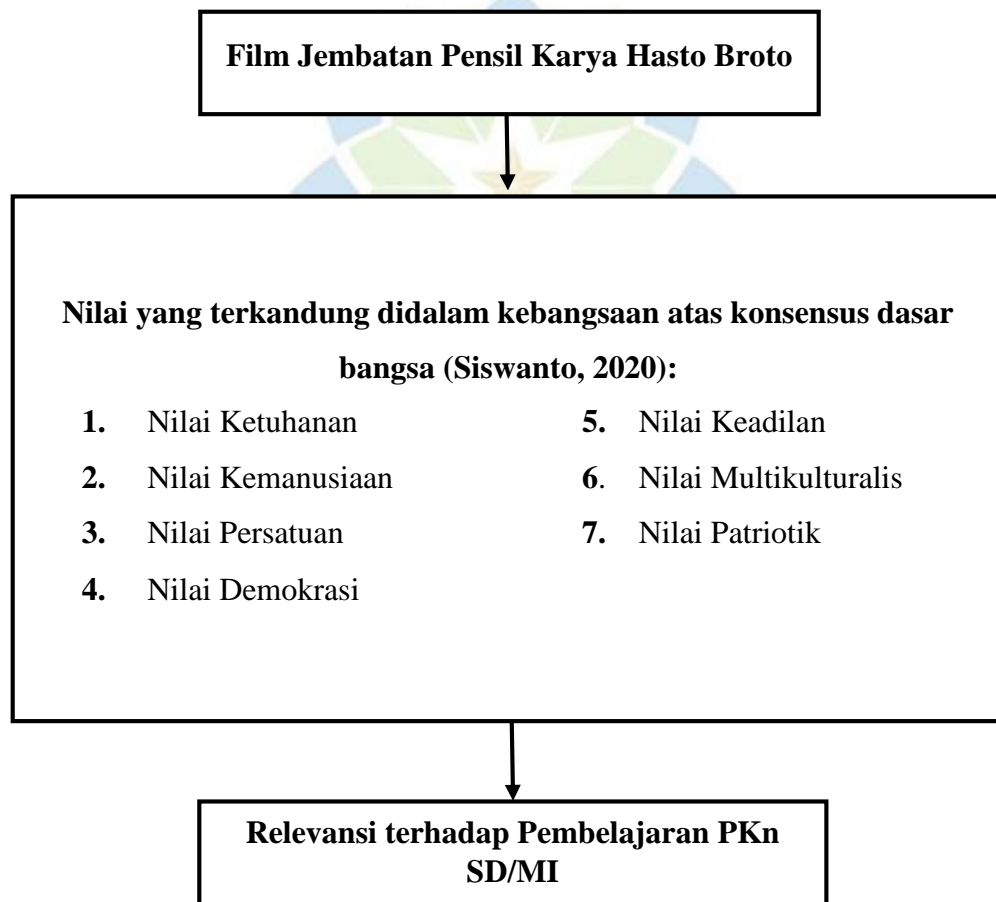 Film Jembatan Pensil Karya Hasto Broto
Nilai yang terkandung didalam kebangsaan atas konsensus dasar
bangsa (Siswanto, 2020):
1. Nilai Ketuhanan
2. Nilai Kemanusiaan
3. Nilai Persatuan
4. Nilai Demokrasi
5. Nilai Keadilan
6. Nilai Multikulturalis
7. Nilai Patriotik
Relevansi terhadap Pembelajaran PKn
SD/MI